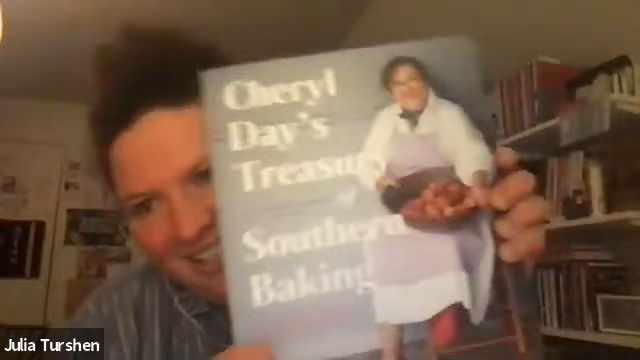 Cheryl
Day's
Treasury
of
Southern
Baking
Julia Turshen